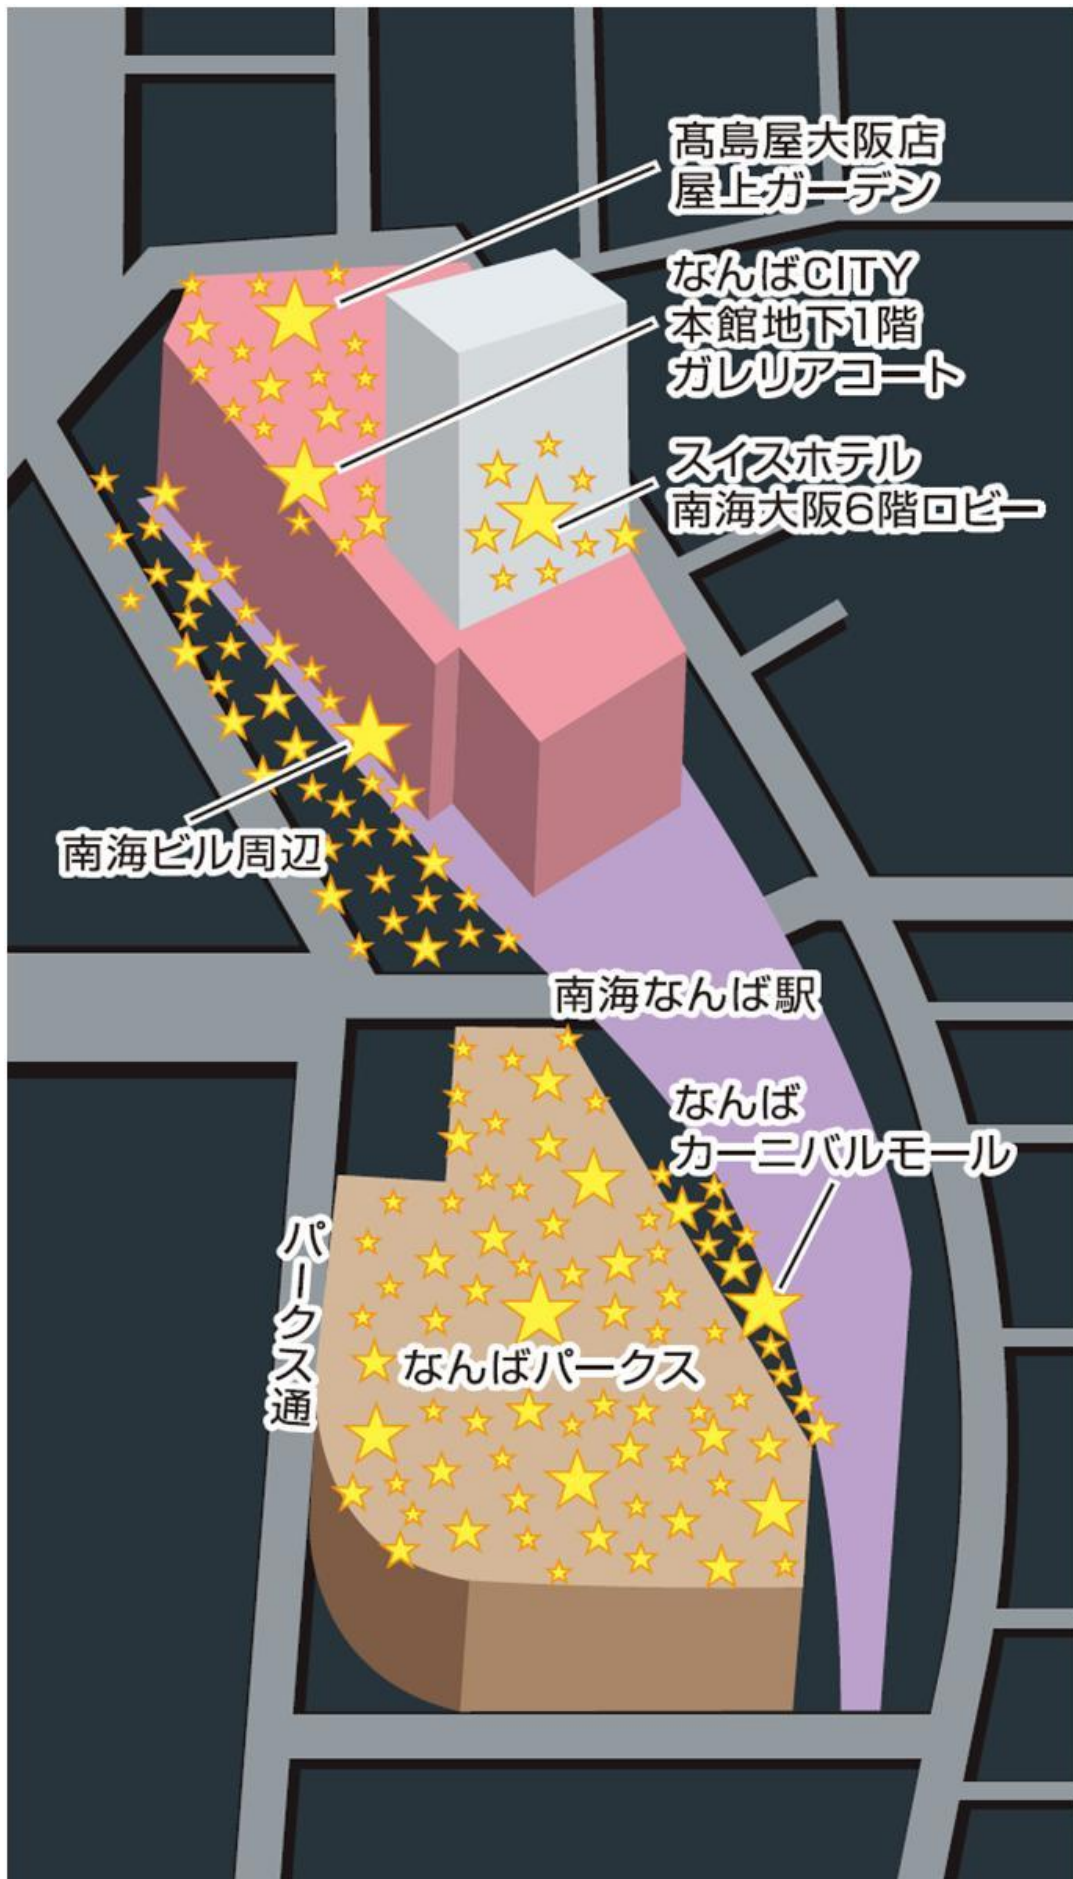 髙島屋大阪店
屋上ガーデン
なんばCITY
本館地下1階
ガレリアコート
スイスホテル
南海大阪6階ロビー
南海ビル周辺
南海なんば駅
なんば
カーニバルモール
パークス通
なんばパークス